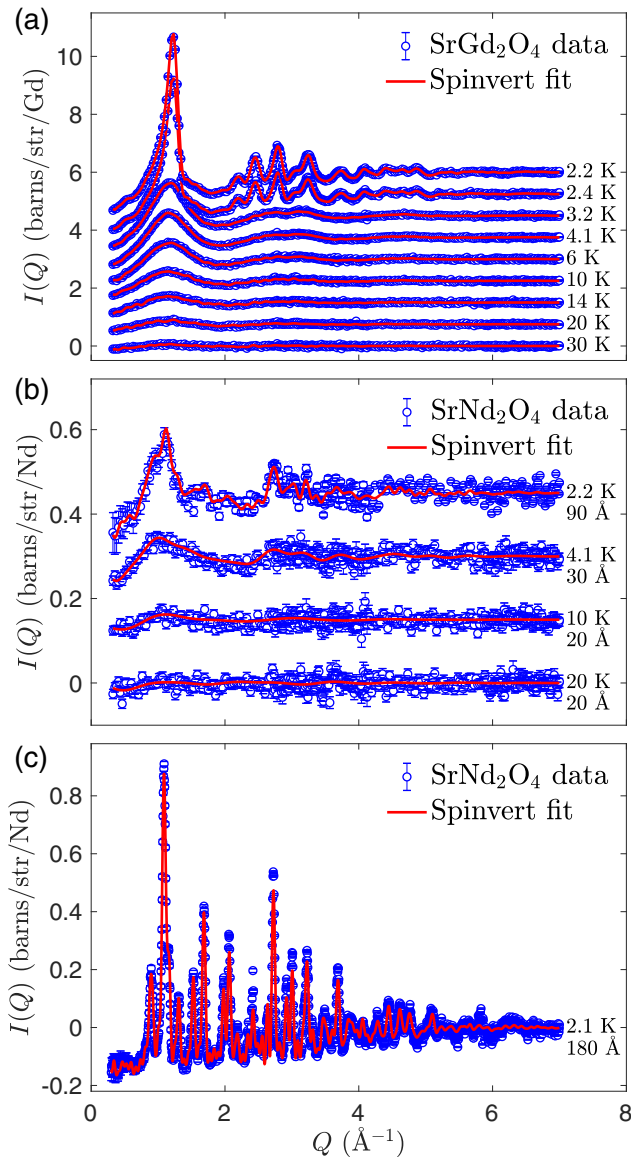 (a)
SrGd₂O₄ data
Spinvert fit
I(Q) (barns/str/Gd)
10
8
6
4
2
0
2.2 K
2.4 K
3.2 K
4.1 K
6 K
10 K
14 K
20 K
30 K
(b)
SrNd₂O₄ data
Spinvert fit
I(Q) (barns/str/Nd)
0.6
0.4
0.2
0
2.2 K
90 Å
4.1 K
30 Å
10 K
20 Å
20 K
20 Å
(c)
SrNd₂O₄ data
Spinvert fit
I(Q) (barns/str/Nd)
0.8
0.6
0.4
0.2
0
-0.2
2.1 K
180 Å
0 2 4 6 8
Q (Å⁻¹)